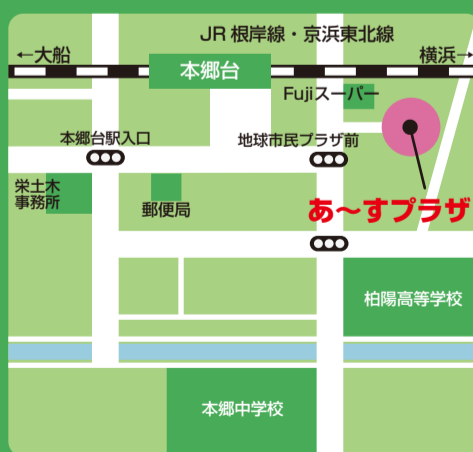 JR 根岸線・京浜東北線
←大船
横浜→
本郷台
Fujiスーパー
本郷台駅入口
地球市民プラザ前
栄土木
事務所
郵便局
あ～すプラザ
柏陽高等学校
本郷中学校